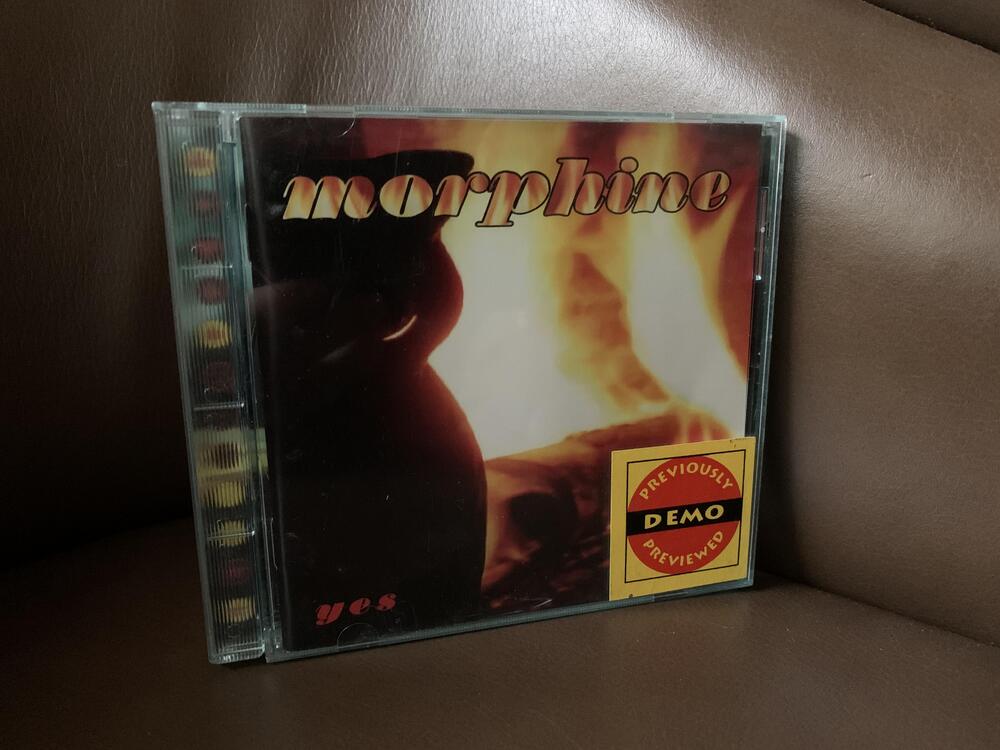 morphine
PREVIOUSLY
DEMO
PREVIEWED
yes